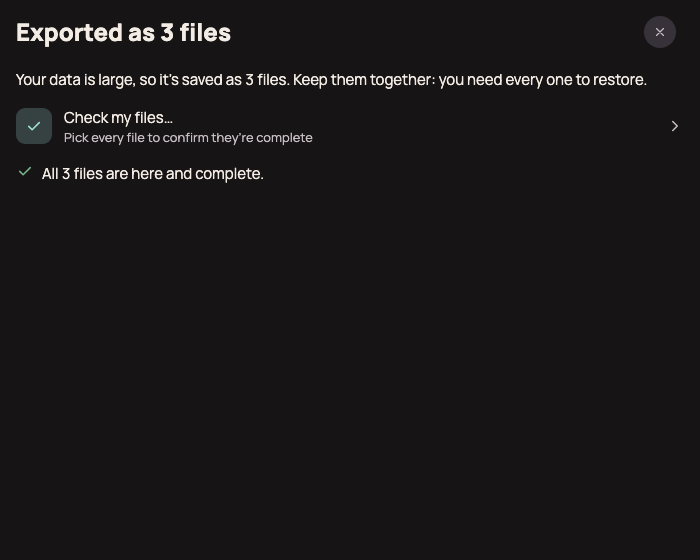 Exported as 3 files
Your data is large, so it's saved as 3 files. Keep them together: you need every one to restore.
Check my files…
Pick every file to confirm they're complete
All 3 files are here and complete.